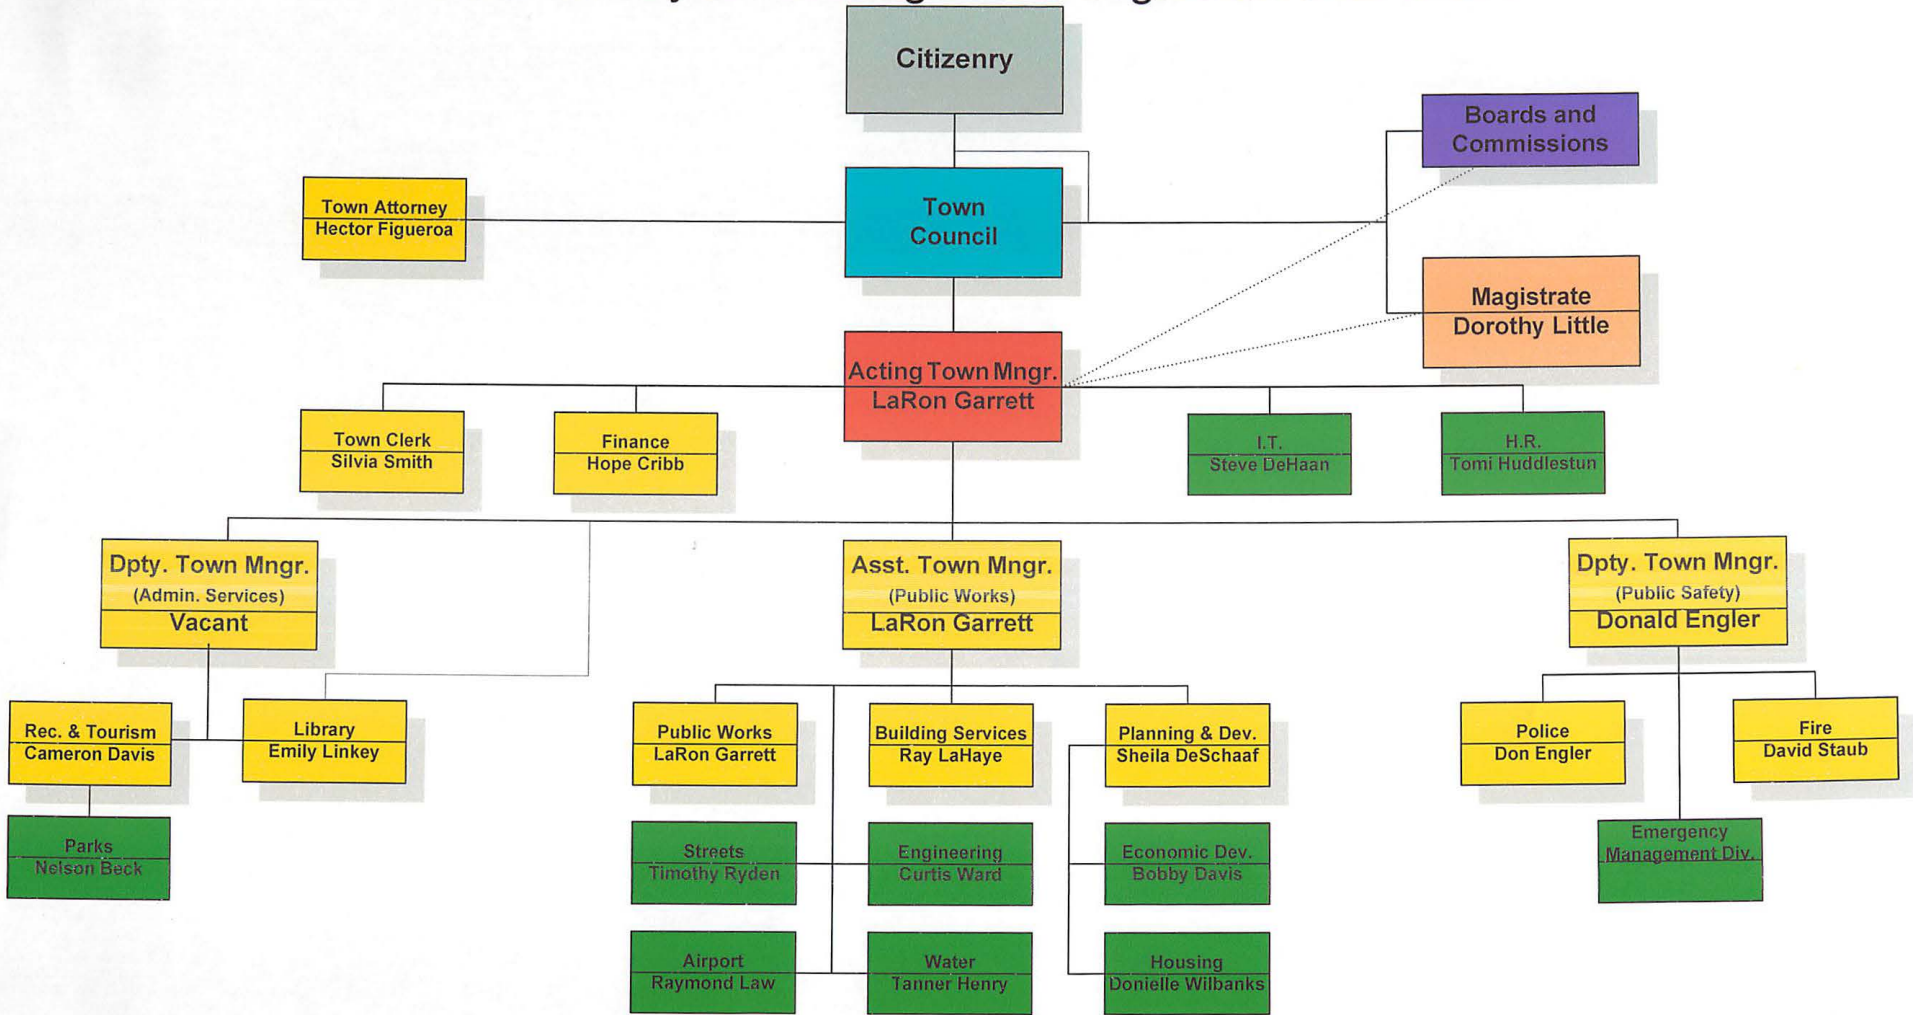 Citizenry
Boards and
Commissions
Town Attorney
Hector Figueroa
Town
Council
Magistrate
Dorothy Little
Acting Town Mngr.
LaRon Garrett
Town Clerk
Silvia Smith
Finance
Hope Cribb
I.T.
Steve DeHaan
H.R.
Tomi Huddlestun
Dpty. Town Mngr.
(Admin. Services)
Vacant
Asst. Town Mngr.
(Public Works)
LaRon Garrett
Dpty. Town Mngr.
(Public Safety)
Donald Engler
Rec. & Tourism
Cameron Davis
Library
Emily Linkey
Public Works
LaRon Garrett
Building Services
Ray LaHaye
Planning & Dev.
Sheila DeSchaaf
Police
Don Engler
Fire
David Staub
Parks
Nelson Beck
Streets
Timothy Ryden
Engineering
Curtis Ward
Economic Dev.
Bobby Davis
Emergency
Management Div.
Airport
Raymond Law
Water
Tanner Henry
Housing
Donielle Wilbanks